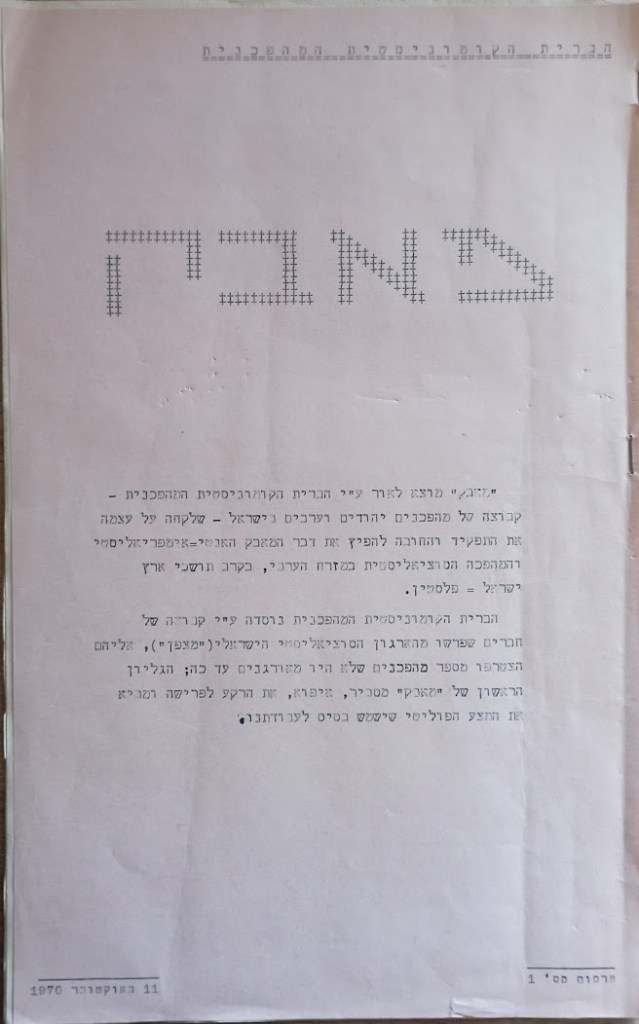 הברית הקומוניסטית המהפכנית
מאבק
"מאבק" מוצא לאור ע"י הברית הקומוניסטית המהפכנית –
קבוצה של מהפכנים יהודים וערבים בישראל – שלקחה על עצמה
את התפקיד והחובה להפיץ את דבר המאבק האנטי=אימפריאליסטי
והמהפכה הסוציאליסטית במזרח הערבי, בקרב תושבי ארץ
ישראל = פלסטין.
הברית הקומוניסטית המהפכנית נוסדה ע"י קבוצה של
חברים שפרשו מהארגון הסוציאליסטי הישראלי("מצפן"), אליהם
הצטרפו מספר מהפכנים שלא היו מאורגנים עד כה; הגליון
הראשון של "מאבק" מסביר, איפוא, את הרקע לפרישה ומביא
את המצע הפוליטי שישמש בסיס לעבודתנו.
פרסום מס' 1
11 באוקטובר 1970